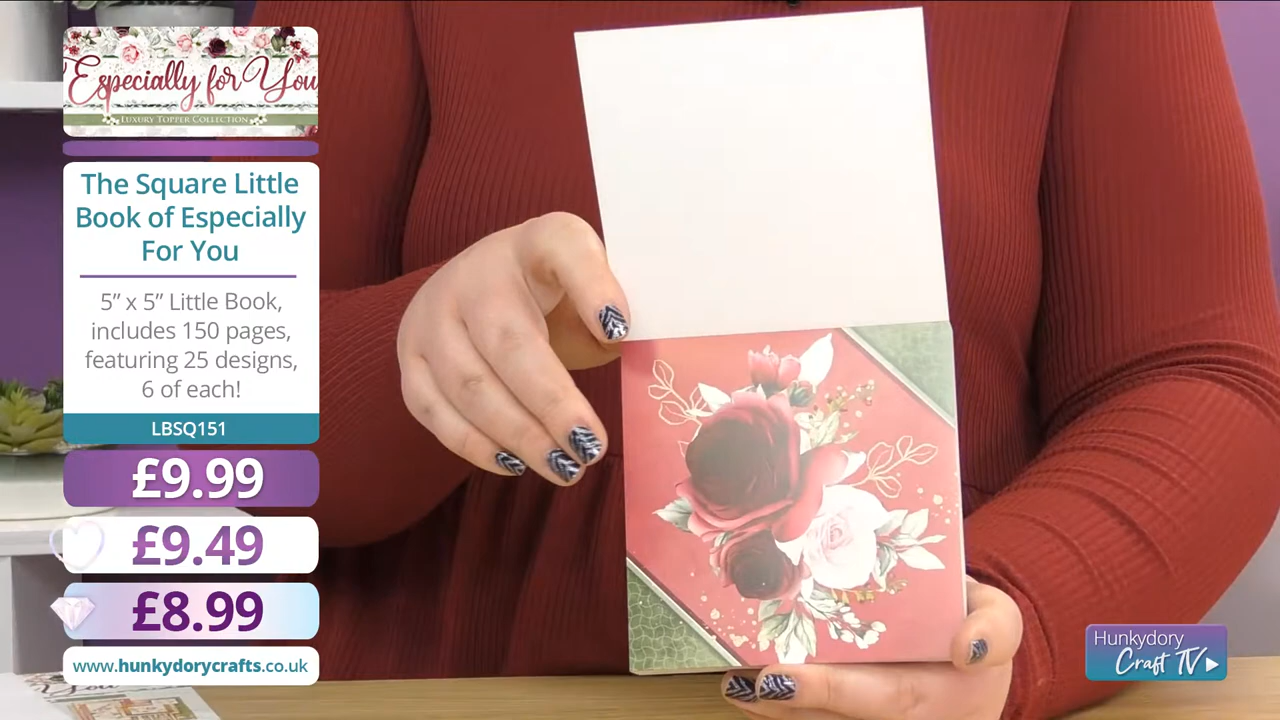 Especially for You
LUXURY TOPPER COLLECTION
The Square Little
Book of Especially
For You
5” x 5” Little Book,
includes 150 pages,
featuring 25 designs,
6 of each!
LBSQ151
£9.99
£9.49
£8.99
www.hunkydorycrafts.co.uk
You
Hunkydory
Craft TV